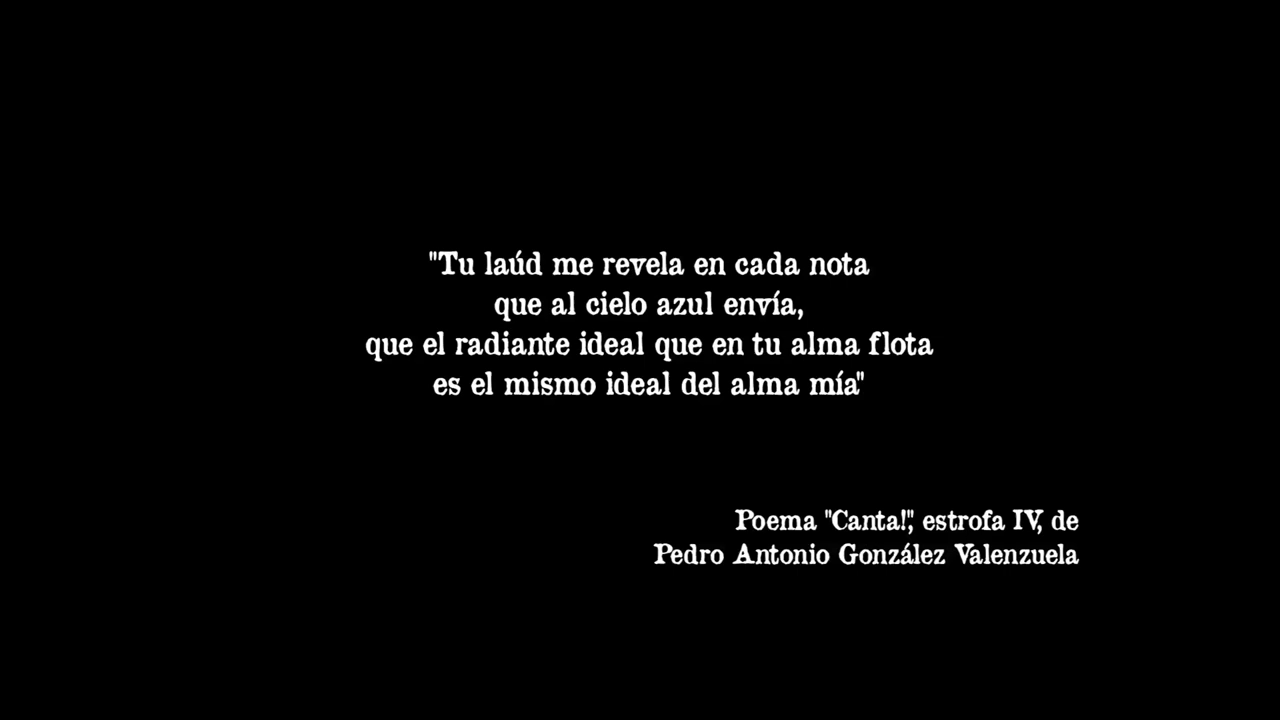 "Tu laúd me revela en cada nota
que al cielo azul envía,
que el radiante ideal que en tu alma flota
es el mismo ideal del alma mía"
Poema "Canta!", estrofa IV, de
Pedro Antonio González Valenzuela